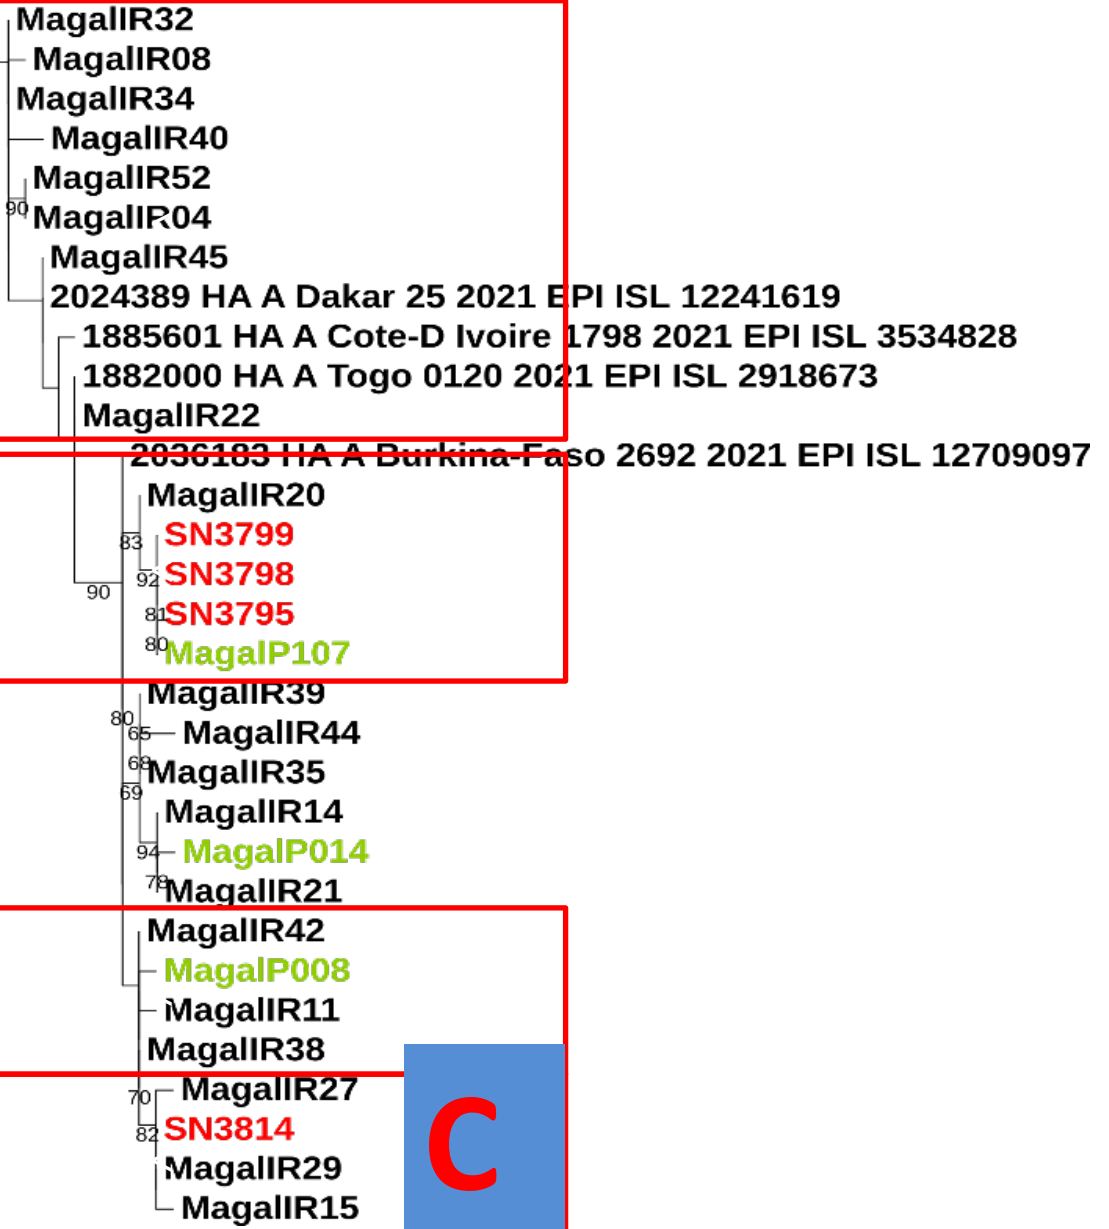 MagalIR32
MagalIR08
MagalIR34
MagalIR40
MagalIR52
90
MagalIR04
MagalIR45
2024389 HA A Dakar 25 2021 EPI ISL 12241619
1885601 HA A Cote-D Ivoire 1798 2021 EPI ISL 3534828
1882000 HA A Togo 0120 2021 EPI ISL 2918673
MagalIR22
2036183 HA A Burkina-Faso 2692 2021 EPI ISL 12709097
MagalIR20
SN3799
83
SN3798
92
90
SN3795
81
80
MagalP107
MagalIR39
80
65
MagalIR44
68
MagalIR35
69
MagalIR14
94
MagalP014
78
MagalIR21
MagalIR42
MagalP008
MagalIR11
MagalIR38
MagalIR27
70
SN3814
82
C
MagalIR29
MagalIR15